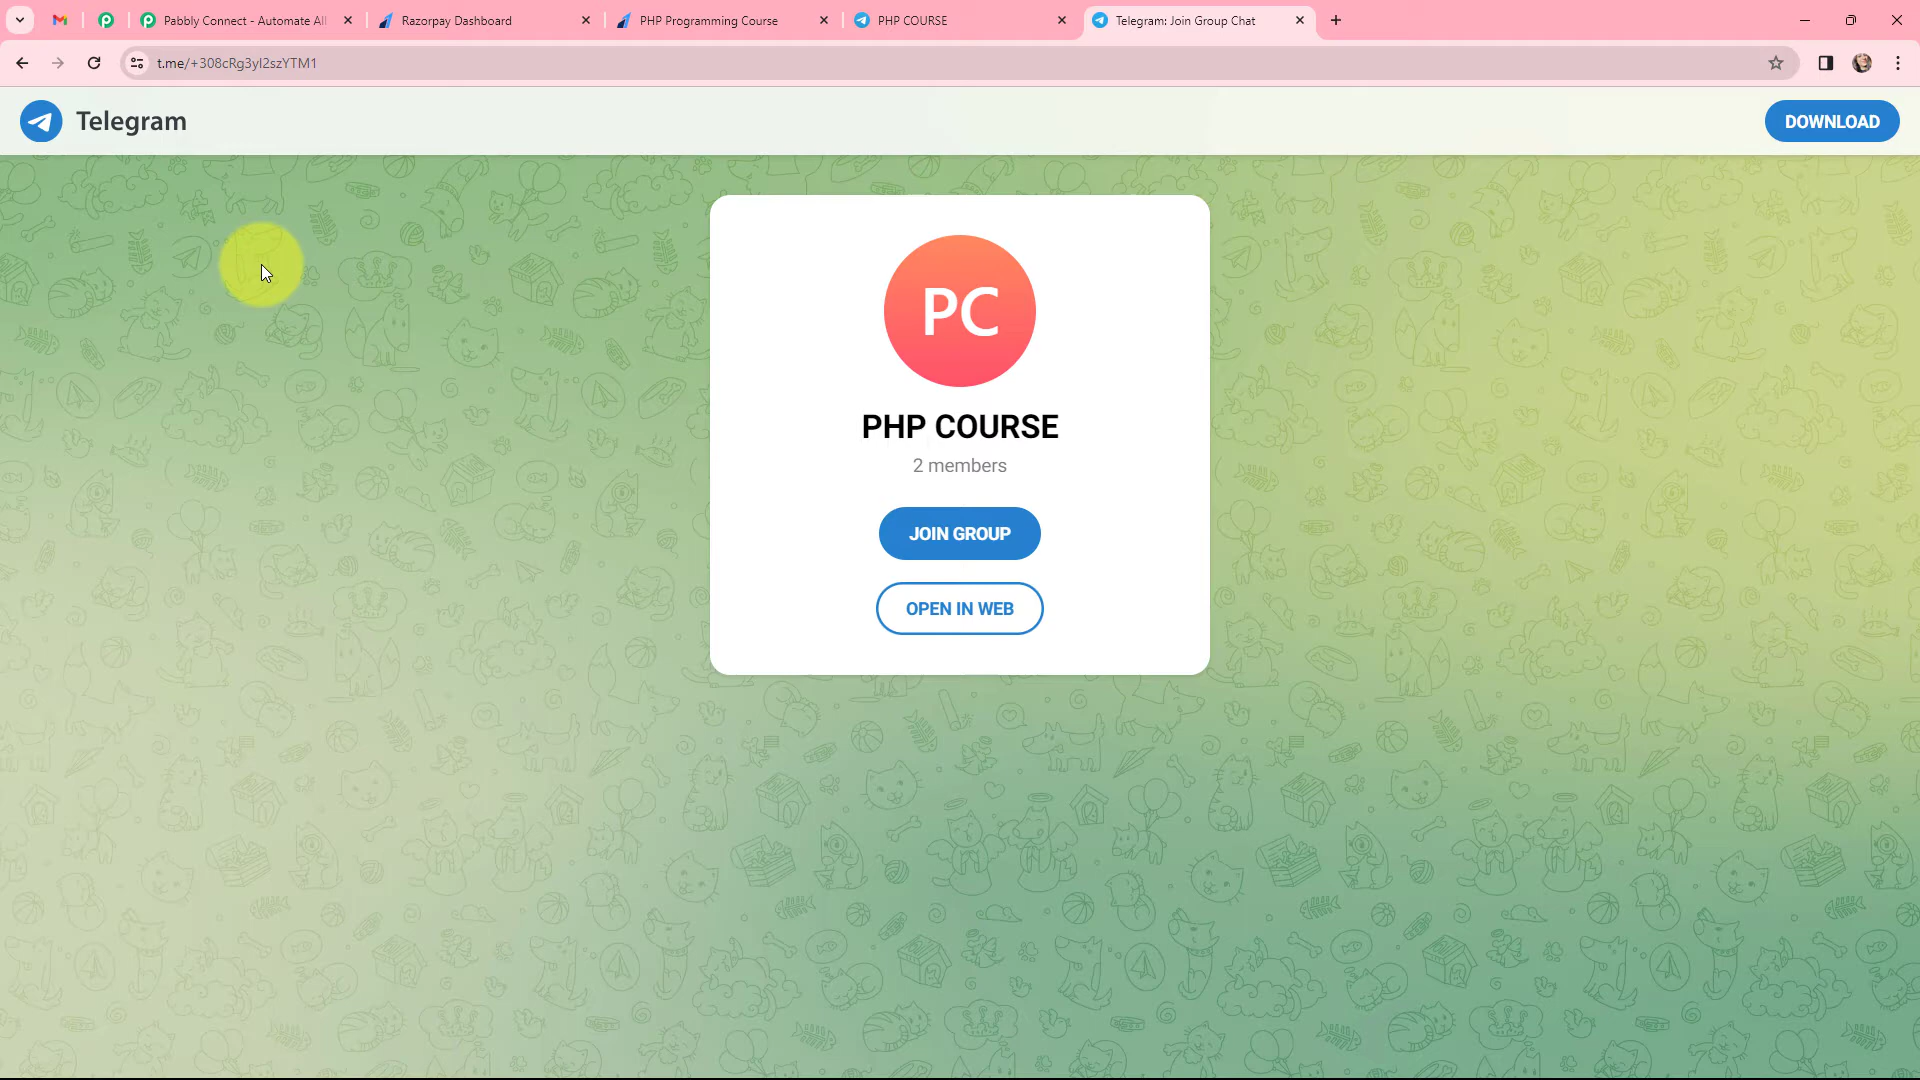 Pabbly Connect - Automate All
Razorpay Dashboard
PHP Programming Course
PHP COURSE
Telegram: Join Group Chat
t.me/+308cRg3yl2szYTM1
Telegram
DOWNLOAD
PC
PHP COURSE
2 members
JOIN GROUP
OPEN IN WEB